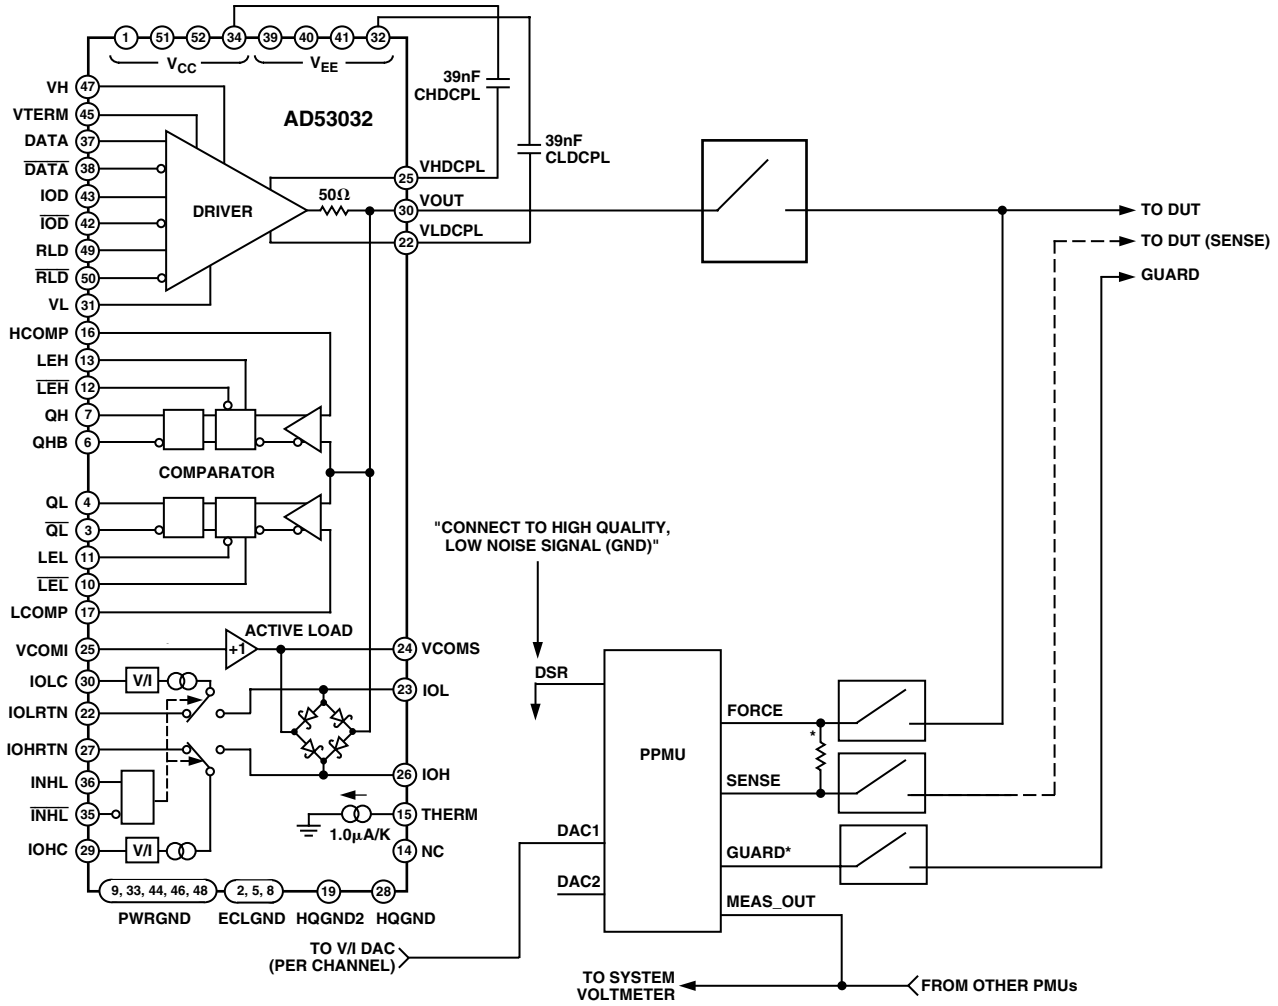 1 51 52 34 39 40 41 32
VCC VEE
AD53032
39nF
CHDCPL
39nF
CLDCPL
VH 47
VTERM 45
DATA 37
DATA 38
IOD 43
IOD 42
RLD 49
RLD 50
VL 31
DRIVER
50Ω
25 VHDCPL
30 VOUT
22 VLDCPL
TO DUT
TO DUT (SENSE)
GUARD
HCOMP 16
LEH 13
LEH 12
QH 7
QHB 6
COMPARATOR
QL 4
QL 3
LEL 11
LEL 10
LCOMP 17
"CONNECT TO HIGH QUALITY,
LOW NOISE SIGNAL (GND)"
VCOMI 25
ACTIVE LOAD
+1
24 VCOMS
IOLC 30
V/I
23 IOL
IOLRTN 22
IOHRTN 27
26 IOH
INHL 36
INHL 35
15 THERM
1.0µA/K
IOHC 29
V/I
14 NC
9, 33, 44, 46, 48 2, 5, 8 19 28
PWRGND ECLGND HQGND2 HQGND
DSR
PPMU
FORCE
*
SENSE
DAC1
GUARD*
DAC2
MEAS_OUT
TO V/I DAC
(PER CHANNEL)
TO SYSTEM
VOLTMETER
FROM OTHER PMUs